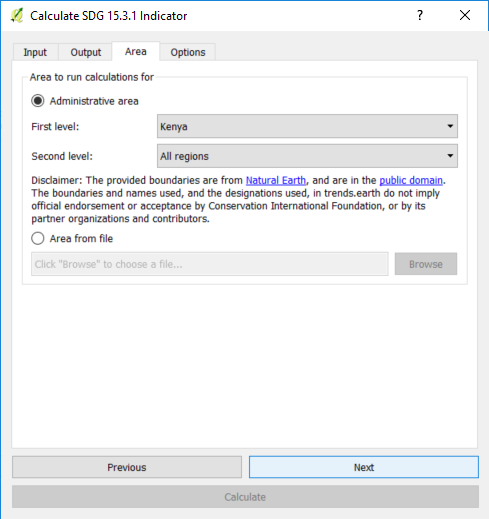 Calculate SDG 15.3.1 Indicator
Input Output Area Options
Area to run calculations for
Administrative area
First level: Kenya
Second level: All regions
Disclaimer: The provided boundaries are from Natural Earth, and are in the public domain.
The boundaries and names used, and the designations used, in trends.earth do not imply
official endorsement or acceptance by Conservation International Foundation, or by its
partner organizations and contributors.
Area from file
Click "Browse" to choose a file... Browse
Previous Next
Calculate